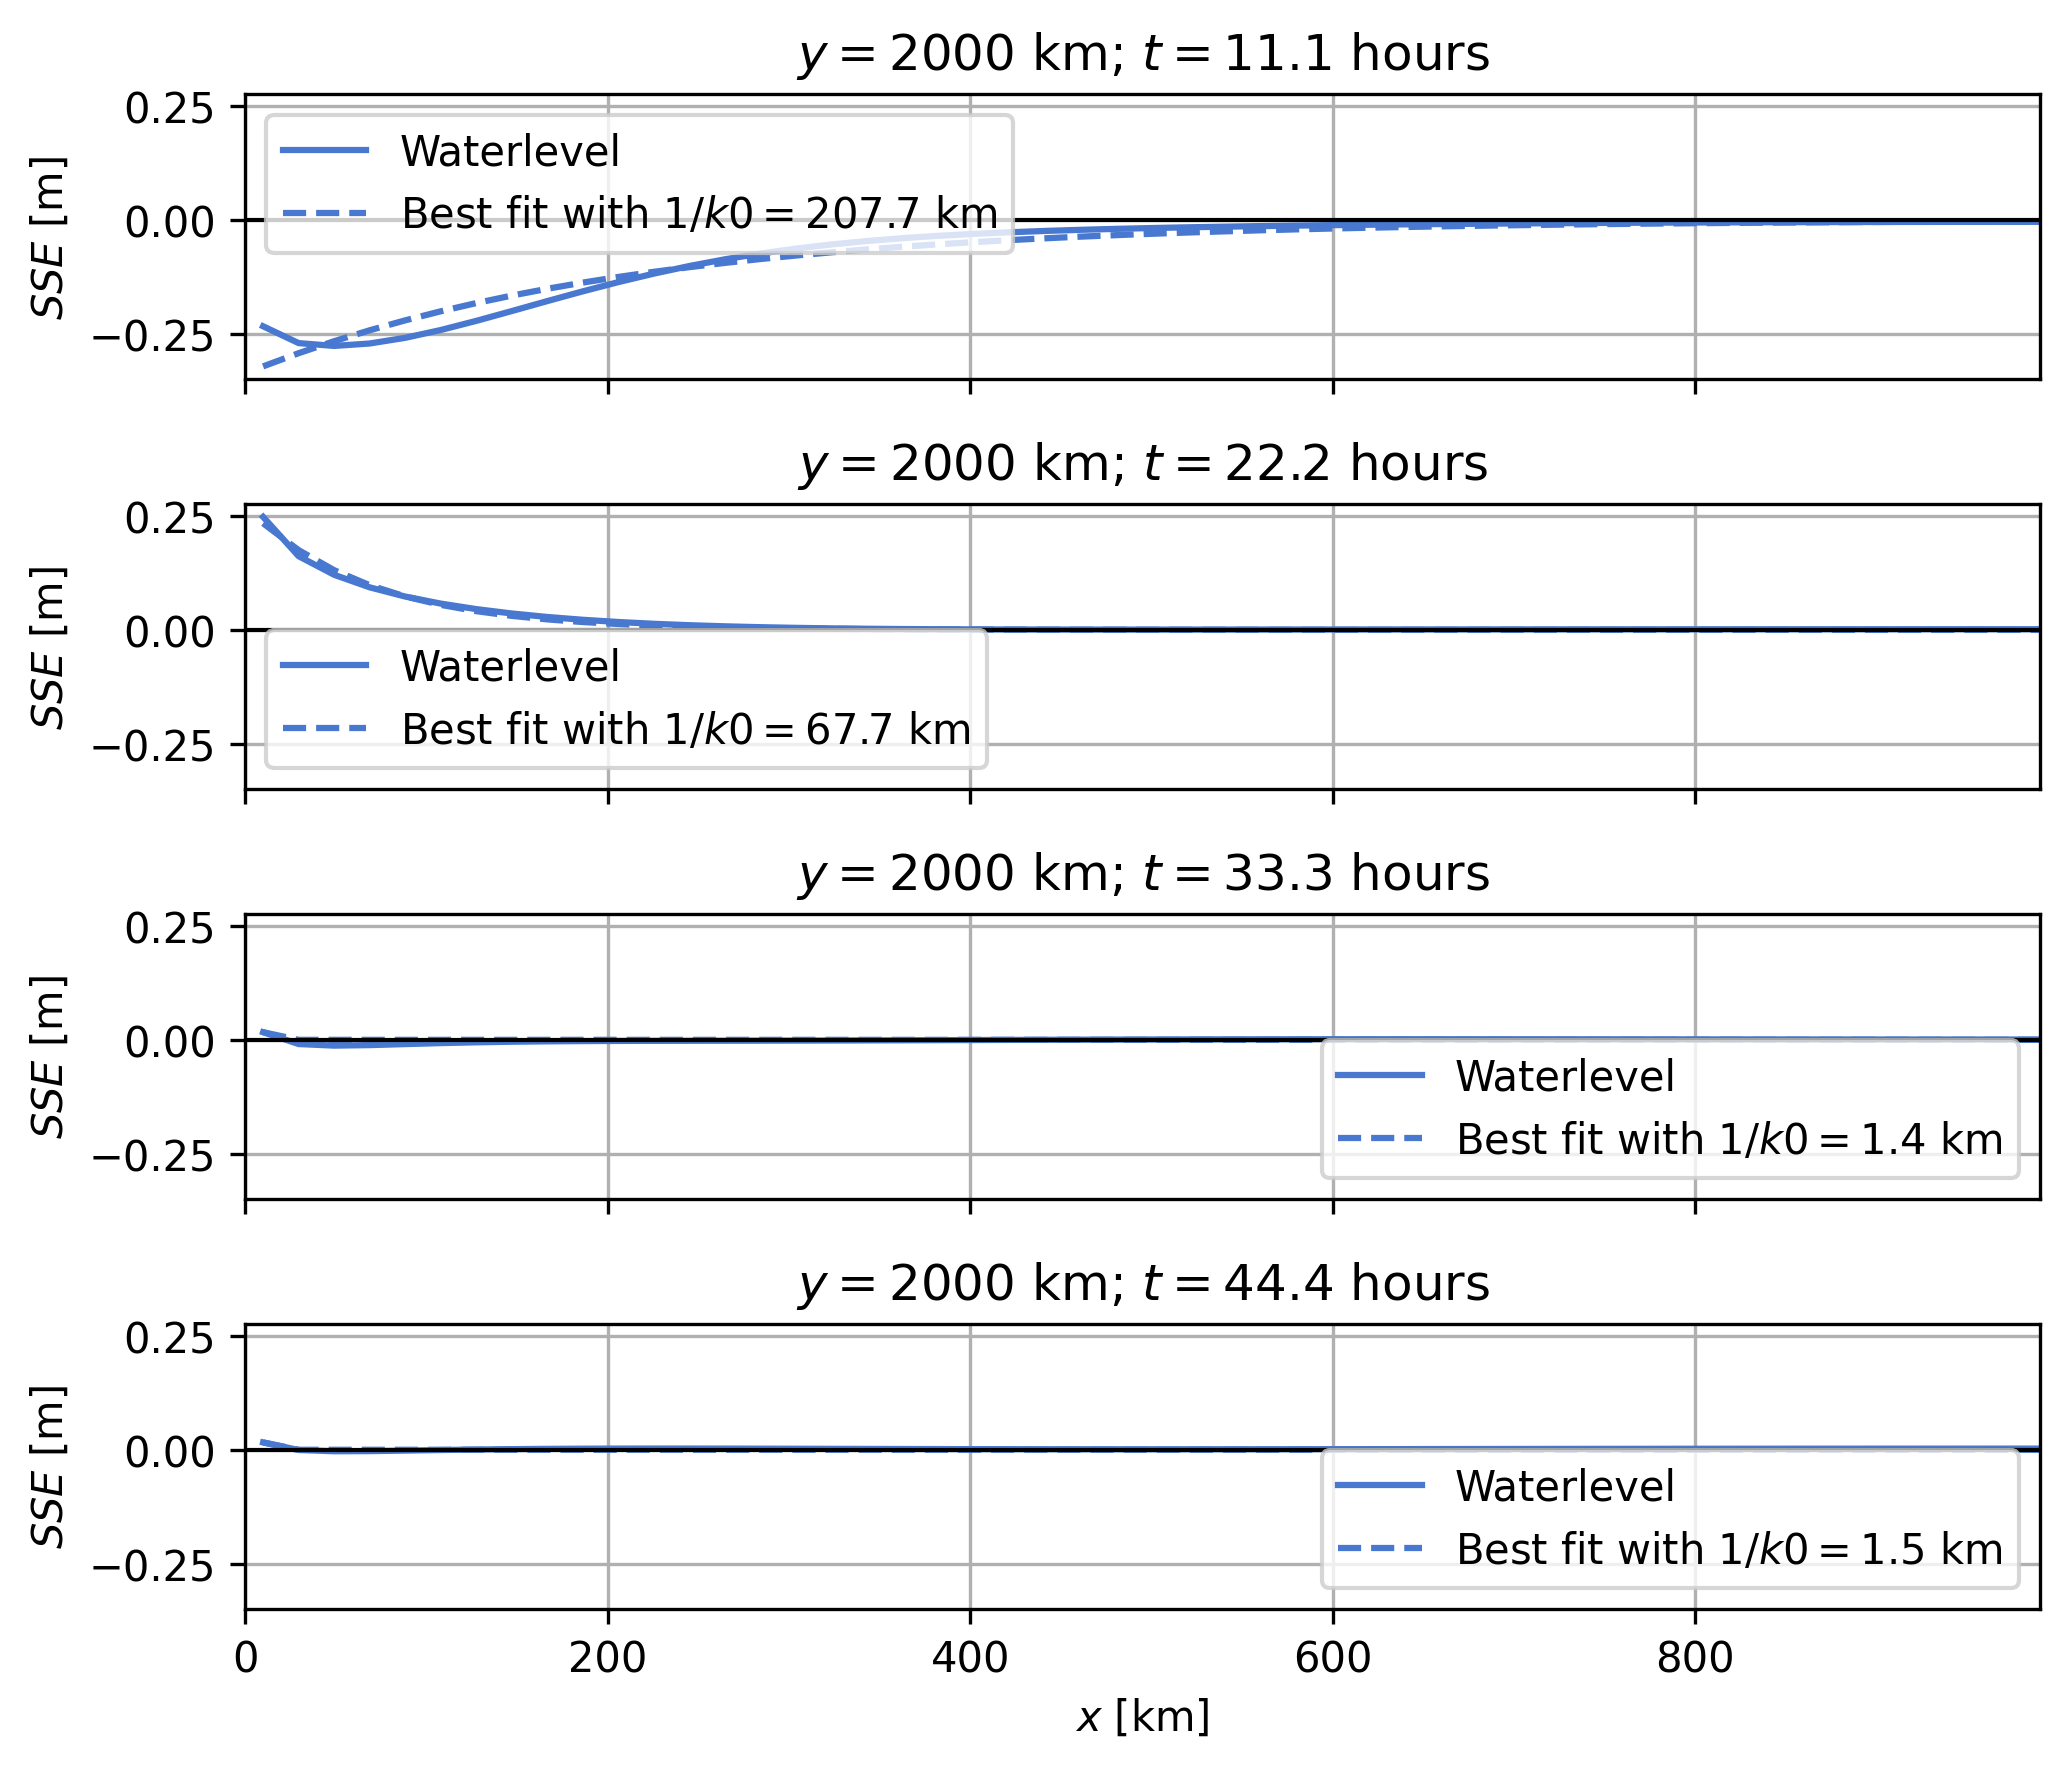 y = 2000 km; t = 11.1 hours
0.25
0.00
−0.25
SSE [m]
Waterlevel
Best fit with 1/k0 = 207.7 km
y = 2000 km; t = 22.2 hours
0.25
0.00
−0.25
SSE [m]
Waterlevel
Best fit with 1/k0 = 67.7 km
y = 2000 km; t = 33.3 hours
0.25
0.00
−0.25
SSE [m]
Waterlevel
Best fit with 1/k0 = 1.4 km
y = 2000 km; t = 44.4 hours
0.25
0.00
−0.25
SSE [m]
Waterlevel
Best fit with 1/k0 = 1.5 km
0 200 400 600 800
x [km]